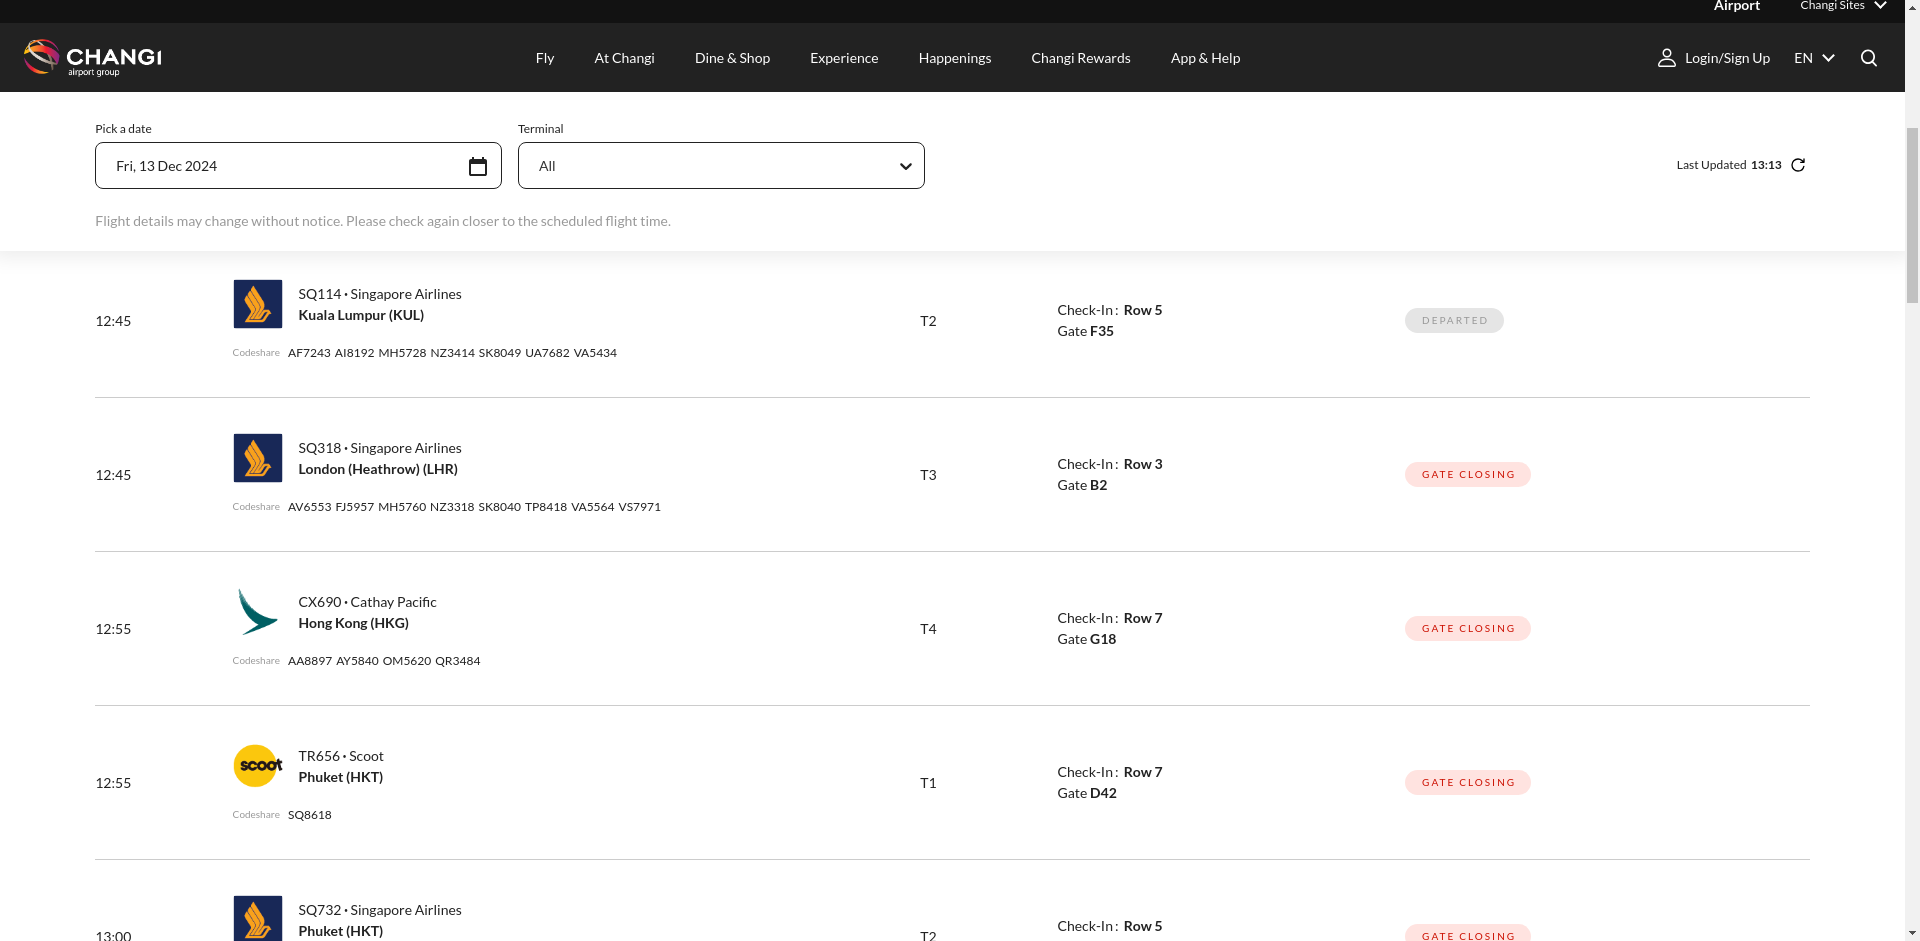 Airport
Changi Sites
CHANGI
airport group
Fly
At Changi
Dine & Shop
Experience
Happenings
Changi Rewards
App & Help
Login/Sign Up
EN
Pick a date
Terminal
Fri, 13 Dec 2024
All
Last Updated 13:13
Flight details may change without notice. Please check again closer to the scheduled flight time.
12:45
SQ114 • Singapore Airlines
Kuala Lumpur (KUL)
Codeshare AF7243 AI8192 MH5728 NZ3414 SK8049 UA7682 VA5434
T2
Check-In : Row 5
Gate F35
DEPARTED
12:45
SQ318 • Singapore Airlines
London (Heathrow) (LHR)
Codeshare AV6553 FJ5957 MH5760 NZ3318 SK8040 TP8418 VA5564 VS7971
T3
Check-In : Row 3
Gate B2
GATE CLOSING
12:55
CX690 • Cathay Pacific
Hong Kong (HKG)
Codeshare AA8897 AY5840 OM5620 QR3484
T4
Check-In : Row 7
Gate G18
GATE CLOSING
12:55
scoot
TR656 • Scoot
Phuket (HKT)
Codeshare SQ8618
T1
Check-In : Row 7
Gate D42
GATE CLOSING
13:00
SQ732 • Singapore Airlines
Phuket (HKT)
T2
Check-In : Row 5
GATE CLOSING